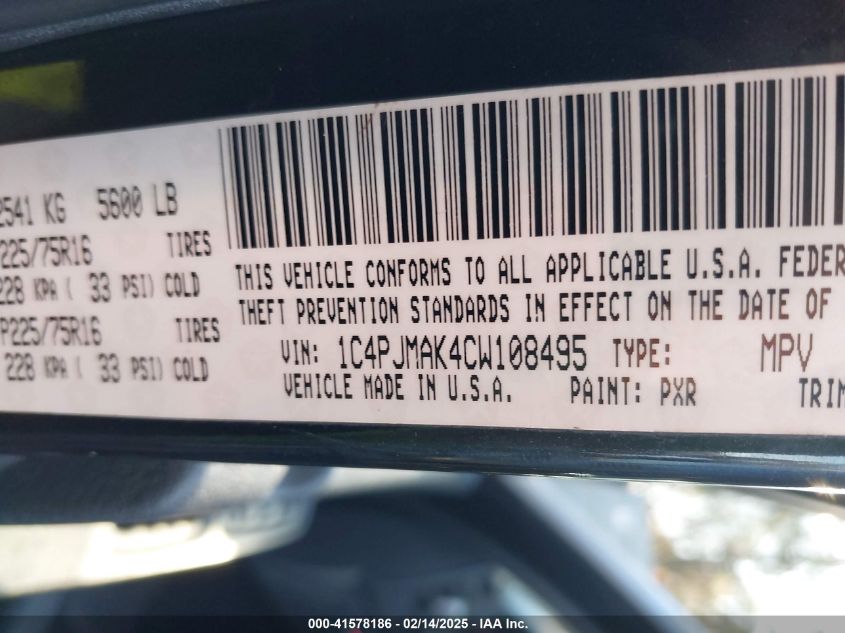 2541 KG 5600 LB
P225/75R16 TIRES
228 KPA ( 33 PSI) COLD
P225/75R16 TIRES
228 KPA ( 33 PSI) COLD
THIS VEHICLE CONFORMS TO ALL APPLICABLE U.S.A. FEDER
THEFT PREVENTION STANDARDS IN EFFECT ON THE DATE OF
VIN: 1C4PJMAK4CW108495 TYPE: MPV
VEHICLE MADE IN U.S.A. PAINT: PXR TRIM
000-41578186 - 02/14/2025 - IAA Inc.